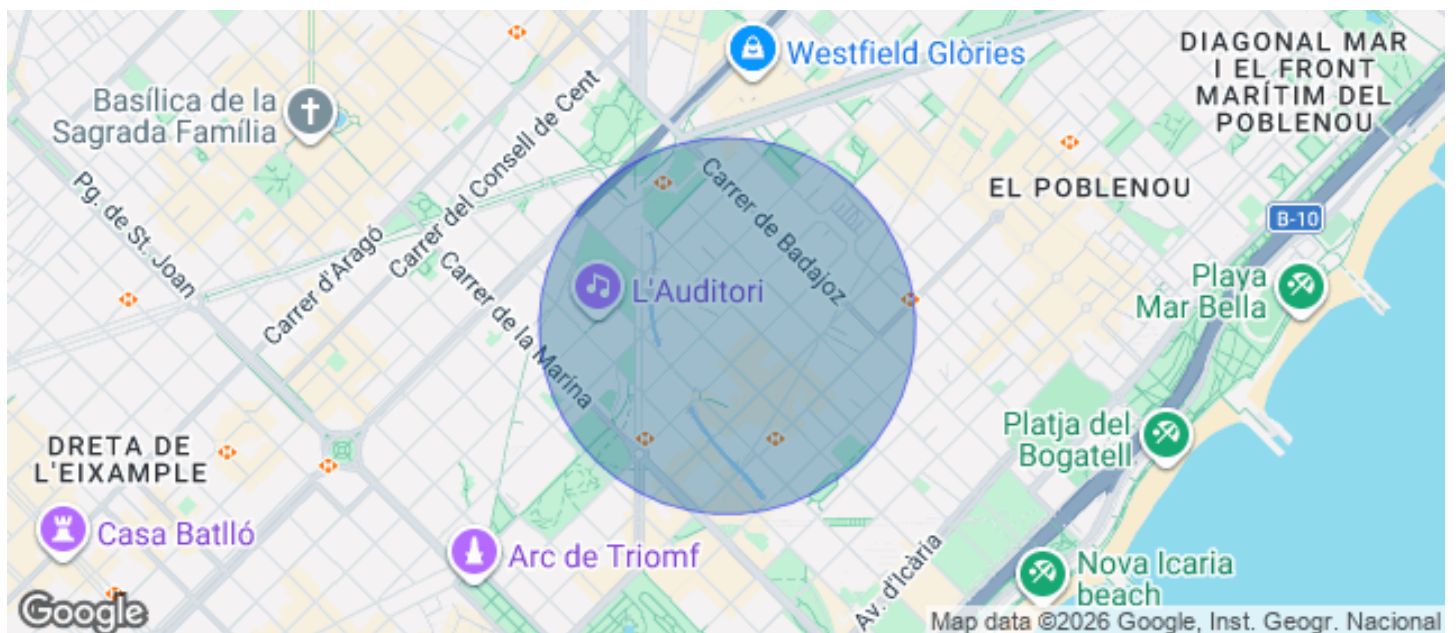 Westfield Glòries
DIAGONAL MAR
I EL FRONT
MARÍTIM DEL
POBLENOU
Basílica de la
Sagrada Família
Carrer del Consell de Cent
Carrer de Badajoz
EL POBLENOU
B-10
Pg. de St. Joan
Carrer d'Aragó
Carrer de la Marina
L'Auditori
Playa
Mar Bella
Platja del
Bogatell
DRETA DE
L'EIXAMPLE
Casa Batlló
Arc de Triomf
Av. d'Icària
Nova Icaria
beach
Google
Map data ©2026 Google, Inst. Geogr. Nacional